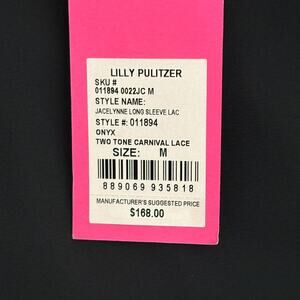 LILLY PULITZER
SKU #
011894 0022JC M
STYLE NAME:
JACELYNNE LONG SLEEVE LAC
STYLE #: 011894
ONYX
TWO TONE CARNIVAL LACE
SIZE: M
889069 935818
MANUFACTURER'S SUGGESTED PRICE
$168.00